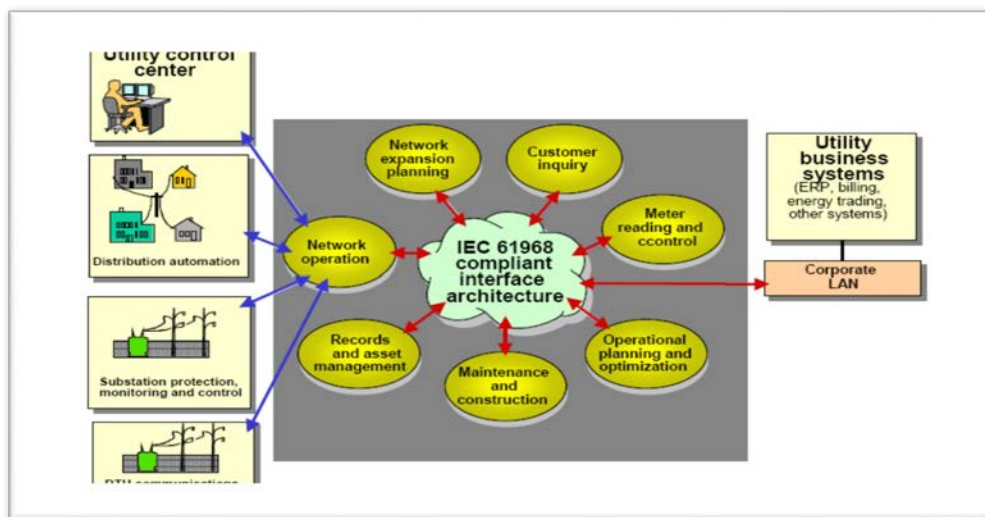 Utility control
center
Distribution automation
Substation protection,
monitoring and control
RTU communications
Network
expansion
planning
Customer
inquiry
Network
operation
IEC 61968
compliant
interface
architecture
Meter
reading and
ccontrol
Records
and asset
management
Maintenance
and
construction
Operational
planning and
optimization
Utility
business
systems
(ERP, billing,
energy trading,
other systems)
Corporate
LAN